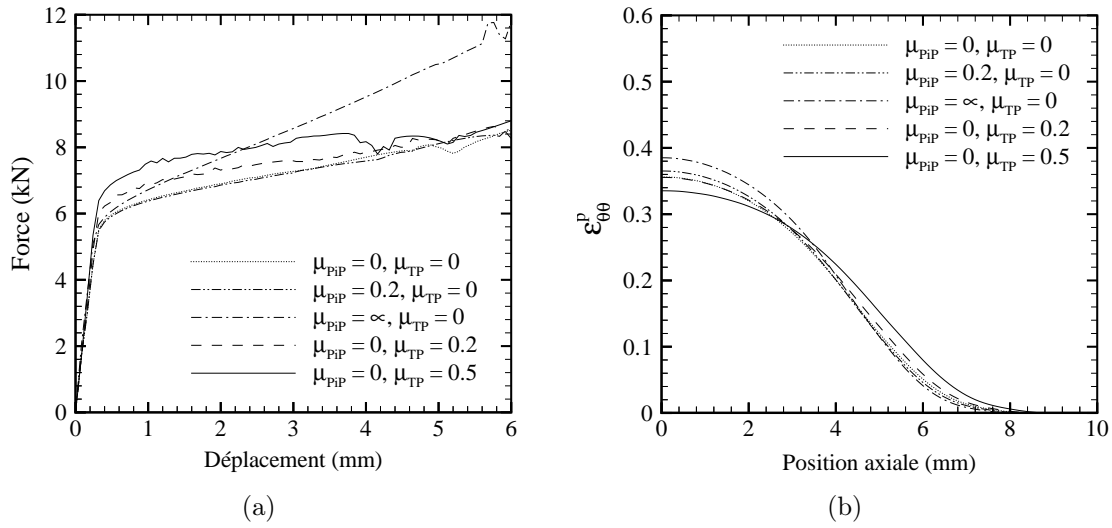 12
10
8
6
4
2
0
0 1 2 3 4 5 6
Force (kN)
Déplacement (mm)
μPiP = 0, μTP = 0
μPiP = 0.2, μTP = 0
μPiP = ∝, μTP = 0
μPiP = 0, μTP = 0.2
μPiP = 0, μTP = 0.5
(a)
0.6
0.5
0.4
0.3
0.2
0.1
0
0 2 4 6 8 10
εpθθ
Position axiale (mm)
μPiP = 0, μTP = 0
μPiP = 0.2, μTP = 0
μPiP = ∝, μTP = 0
μPiP = 0, μTP = 0.2
μPiP = 0, μTP = 0.5
(b)